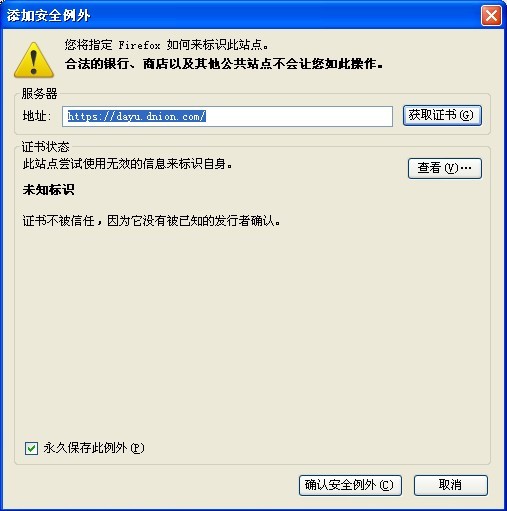 添加安全例外
您将指定 Firefox 如何来标识此站点。
合法的银行、商店以及其他公共站点不会让您如此操作。
服务器
地址: https://dayu.dnion.com/ 获取证书(G)
证书状态
此站点尝试使用无效的信息来标识自身。
查看(V)…
未知标识
证书不被信任，因为它没有被已知的发行者确认。
永久保存此例外(P)
确认安全例外(C) 取消